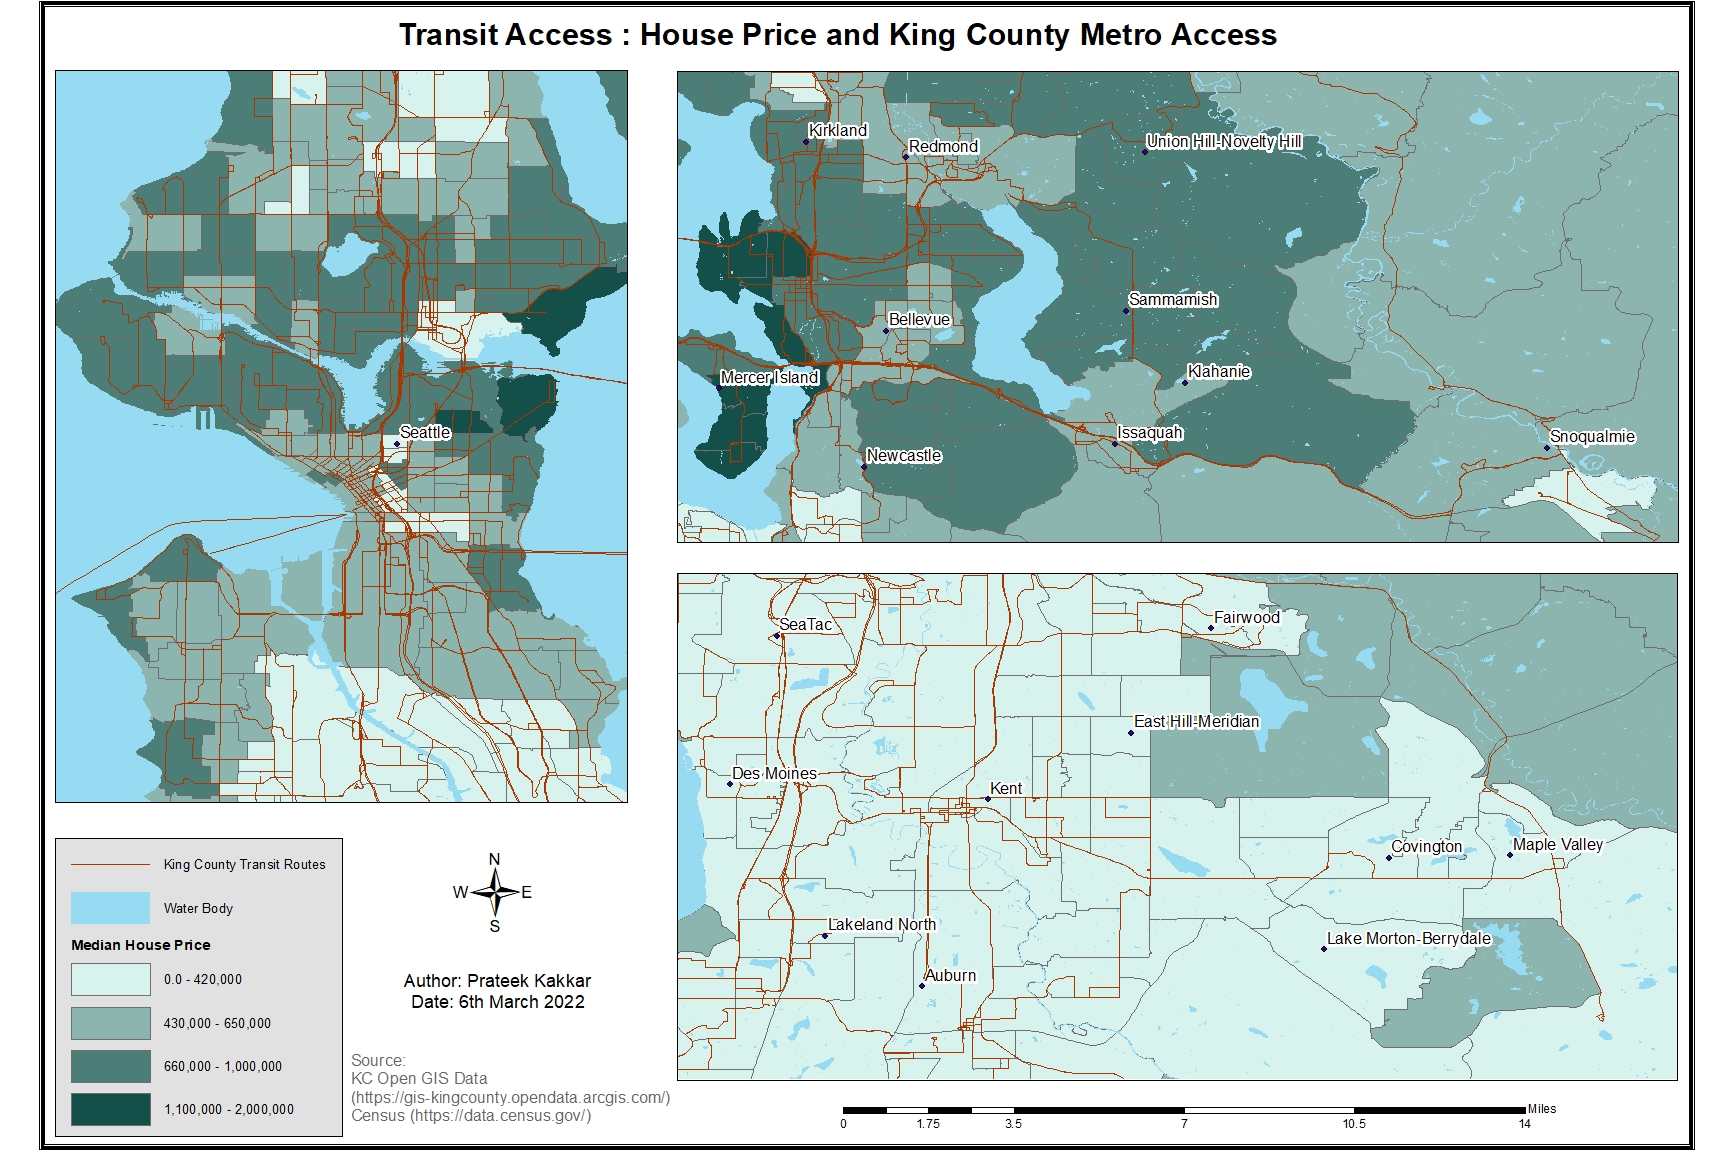 Transit Access : House Price and King County Metro Access
Seattle
Kirkland
Redmond
Union Hill-Novelty Hill
Sammamish
Bellevue
Mercer Island
Klahanie
Issaquah
Snoqualmie
Newcastle
SeaTac
Fairwood
East Hill-Meridian
Des Moines
Kent
Covington
Maple Valley
Lakeland North
Lake Morton-Berrydale
Auburn
King County Transit Routes
Water Body
Median House Price
0.0 - 420,000
430,000 - 650,000
660,000 - 1,000,000
1,100,000 - 2,000,000
N
W E
S
Author: Prateek Kakkar
Date: 6th March 2022
Source:
KC Open GIS Data
(https://gis-kingcounty.opendata.arcgis.com/)
Census (https://data.census.gov/)
Miles
0 1.75 3.5 7 10.5 14